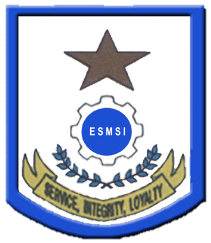 ESMSI
SERVICE, INTEGRITY, LOYALTY